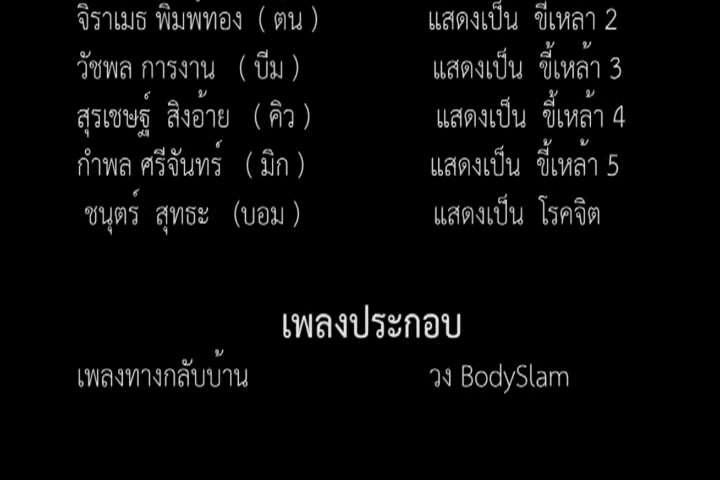 จิราเมธ พิมพ์ทอง ( ตน ) แสดงเป็น ขี้เหล้า 2
วัชพล การงาน ( บีม ) แสดงเป็น ขี้เหล้า 3
สุรเชษฐ์ สิงอ้าย ( คิว ) แสดงเป็น ขี้เหล้า 4
กำพล ศรีจันทร์ ( มิก ) แสดงเป็น ขี้เหล้า 5
ชนุตร์ สุทธะ (บอม ) แสดงเป็น โรคจิต
เพลงประกอบ
เพลงทางกลับบ้าน วง BodySlam